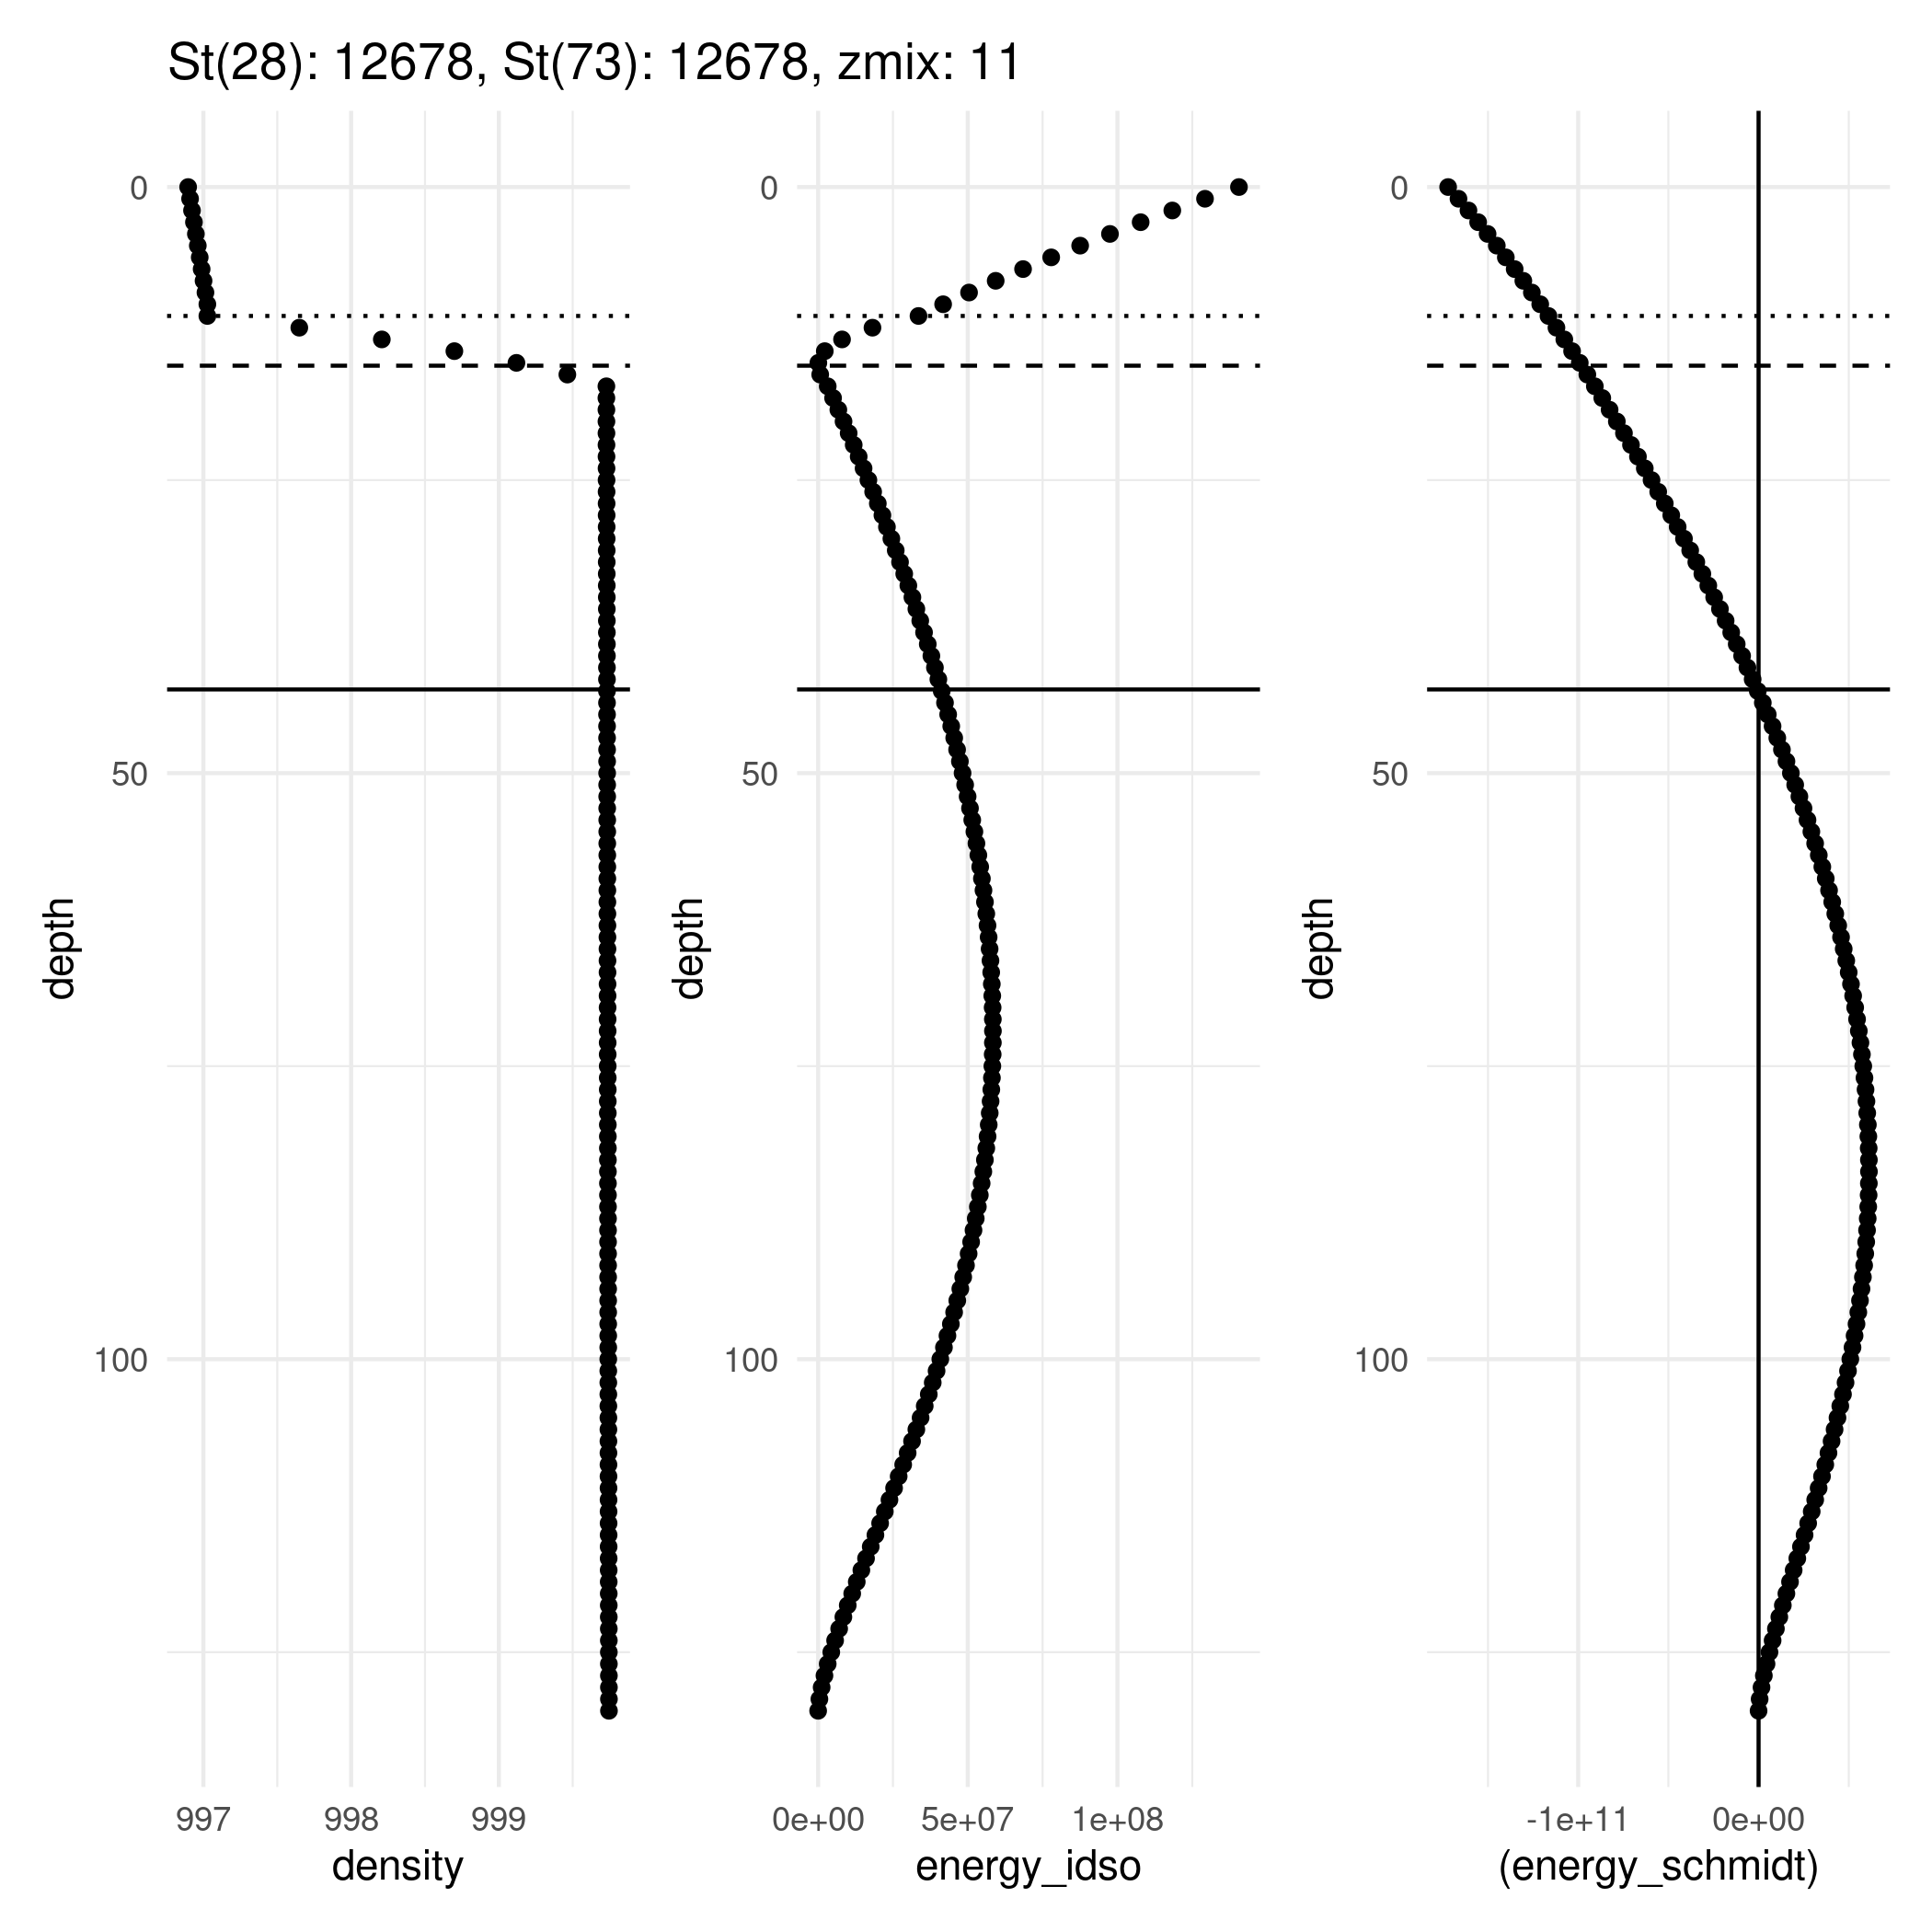 St(28): 12678, St(73): 12678, zmix: 11
0
50
100
depth
997 998 999
density
0
50
100
depth
0e+00 5e+07 1e+08
energy_idso
0
50
100
depth
-1e+11 0e+00
(energy_schmidt)